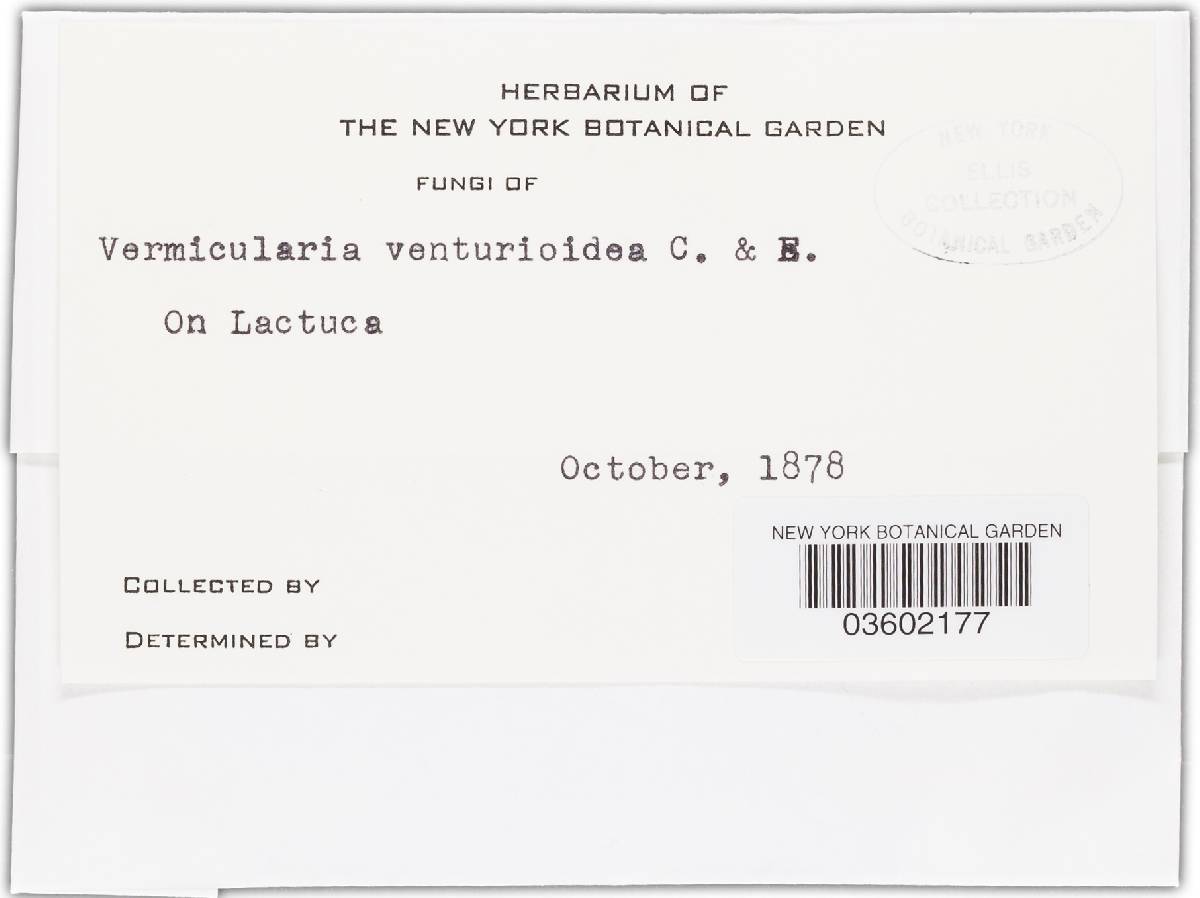 HERBARIUM OF
THE NEW YORK BOTANICAL GARDEN
FUNGI OF
NEW YORK
ELLIS
COLLECTION
BOTANICAL GARDEN
Vermicularia venturioidea C. & E.
On Lactuca
October, 1878
NEW YORK BOTANICAL GARDEN
03602177
COLLECTED BY
DETERMINED BY